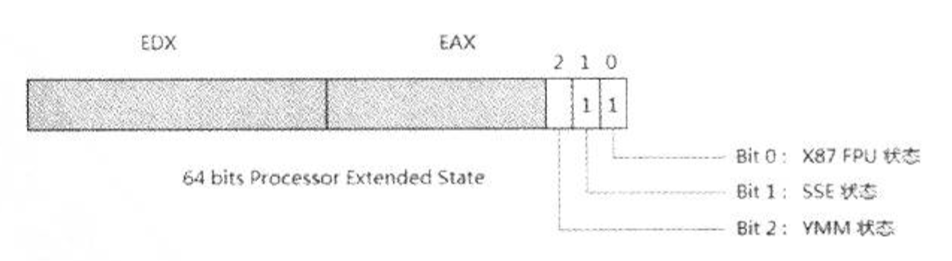 EDX EAX
2 1 0
1 1
Bit 0： X87 FPU 状态
64 bits Processor Extended State
Bit 1： SSE 状态
Bit 2： YMM 状态